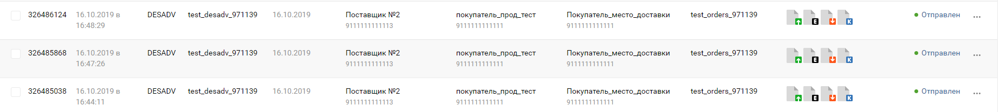 326486124 16.10.2019 в DESADV test_desadv_971139 16.10.2019 Поставщик №2 покупатель_прод_тест Покупатель_место_доставки test_orders_971139 E K Отправлен ...
16:48:29 9111111111113 9111111111111 9111111111111
326485868 16.10.2019 в DESADV test_desadv_971139 16.10.2019 Поставщик №2 покупатель_прод_тест Покупатель_место_доставки test_orders_971139 E K Отправлен ...
16:47:26 9111111111113 9111111111111 9111111111111
326485038 16.10.2019 в DESADV test_desadv_971139 16.10.2019 Поставщик №2 покупатель_прод_тест Покупатель_место_доставки test_orders_971139 E K Отправлен ...
16:44:11 9111111111113 9111111111111 9111111111111